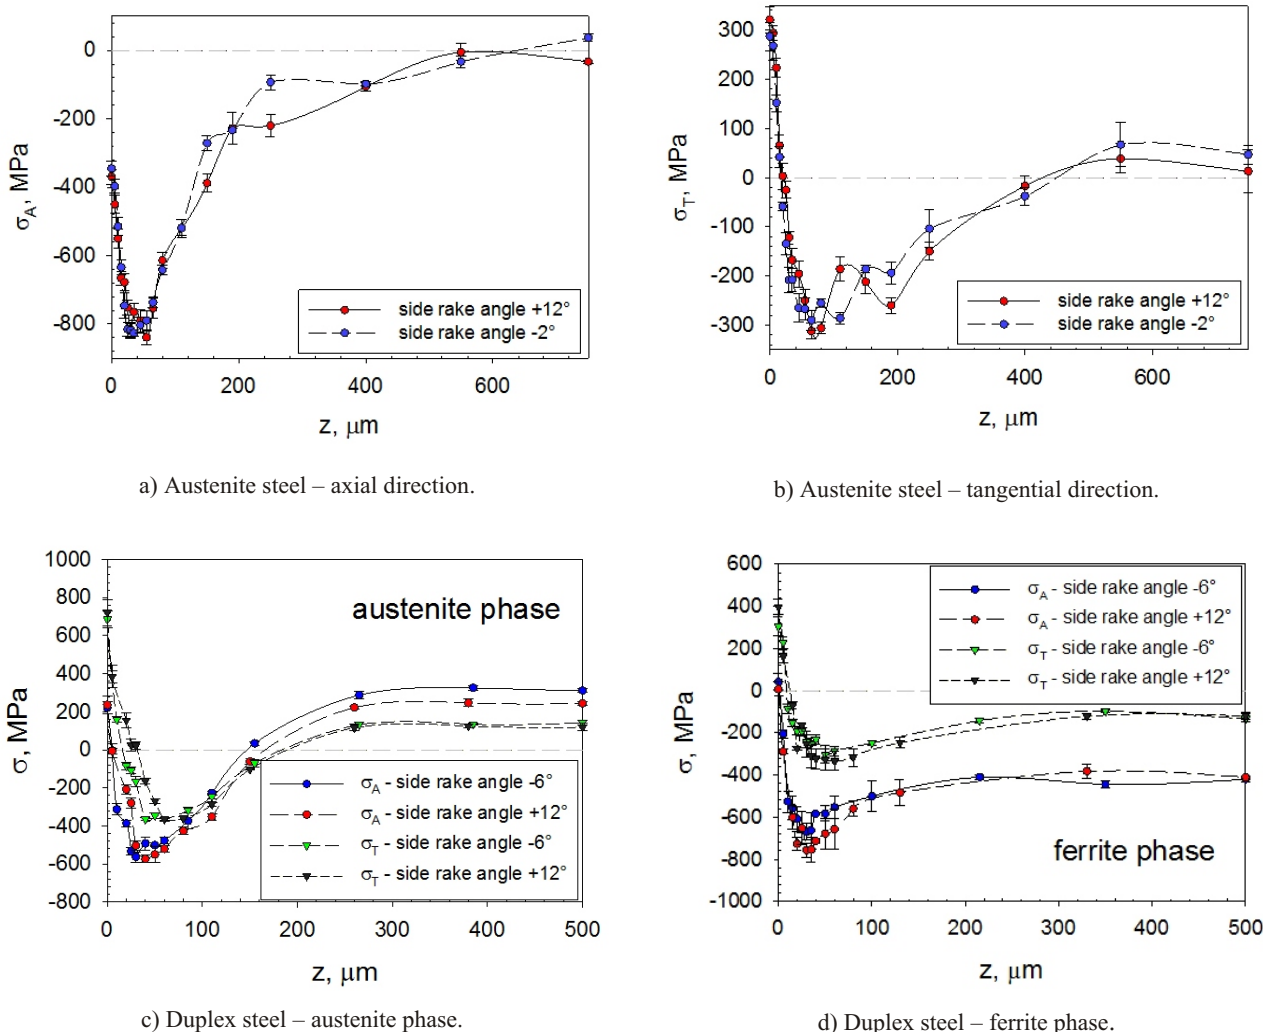 0
-200
-400
-600
-800
σA, MPa
side rake angle +12°
side rake angle -2°
0
200
400
600
z, μm
a) Austenite steel – axial direction.
300
200
100
0
-100
-200
-300
σT, MPa
side rake angle +12°
side rake angle -2°
0
200
400
600
z, μm
b) Austenite steel – tangential direction.
1000
800
600
400
200
0
-200
-400
-600
-800
σ, MPa
austenite phase
σA - side rake angle -6°
σA - side rake angle +12°
σT - side rake angle -6°
σT - side rake angle +12°
0
100
200
300
400
500
z, μm
c) Duplex steel – austenite phase.
600
400
200
0
-200
-400
-600
-800
-1000
σ, MPa
σA - side rake angle -6°
σA - side rake angle +12°
σT - side rake angle -6°
σT - side rake angle +12°
ferrite phase
0
100
200
300
400
500
z, μm
d) Duplex steel – ferrite phase.